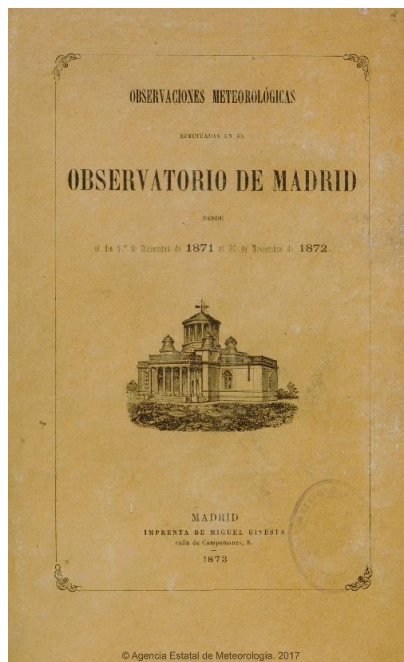 OBSERVACIONES METEOROLÓGICAS
EFECTUADAS EN EL
OBSERVATORIO DE MADRID
DESDE
el dia 1.º de Diciembre de 1871 al 30 de Noviembre de 1872.
MADRID
IMPRENTA DE MIGUEL GINESTA
calle de Campomanes, 8.
1873
© Agencia Estatal de Meteorología. 2017